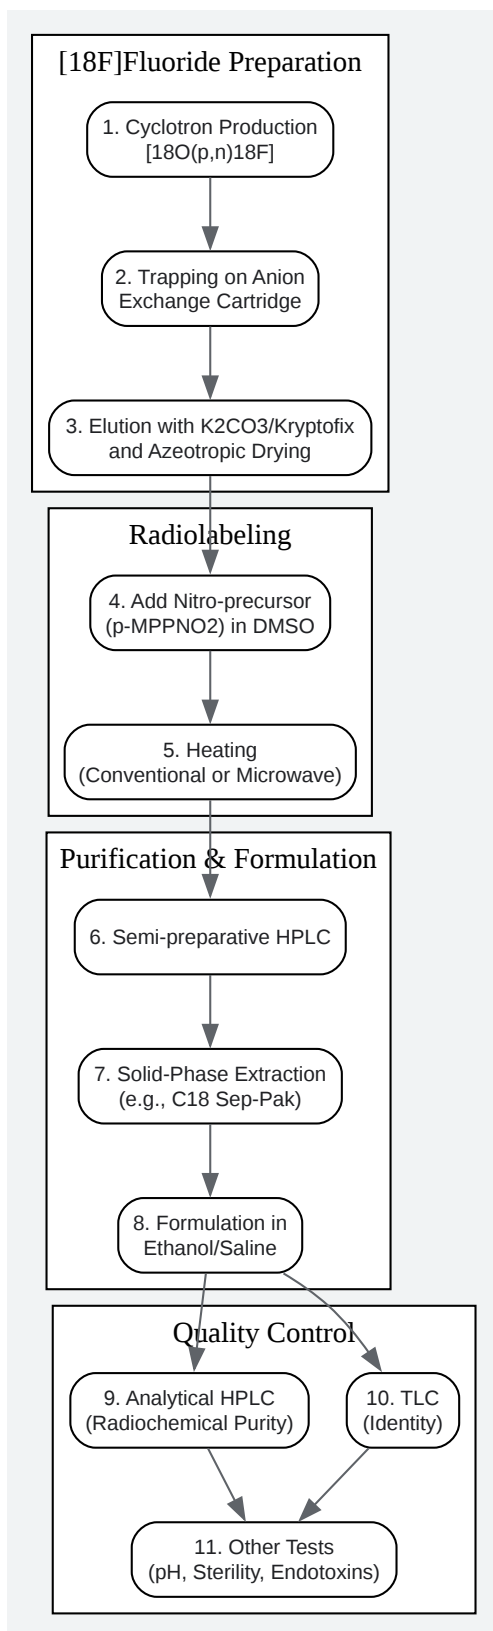 [18F]Fluoride Preparation
1. Cyclotron Production
[18O(p,n)18F]
2. Trapping on Anion
Exchange Cartridge
3. Elution with K2CO3/Kryptofix
and Azeotropic Drying
Radiolabeling
4. Add Nitro-precursor
(p-MPPNO2) in DMSO
5. Heating
(Conventional or Microwave)
Purification & Formulation
6. Semi-preparative HPLC
7. Solid-Phase Extraction
(e.g., C18 Sep-Pak)
8. Formulation in
Ethanol/Saline
Quality Control
9. Analytical HPLC
(Radiochemical Purity)
10. TLC
(Identity)
11. Other Tests
(pH, Sterility, Endotoxins)